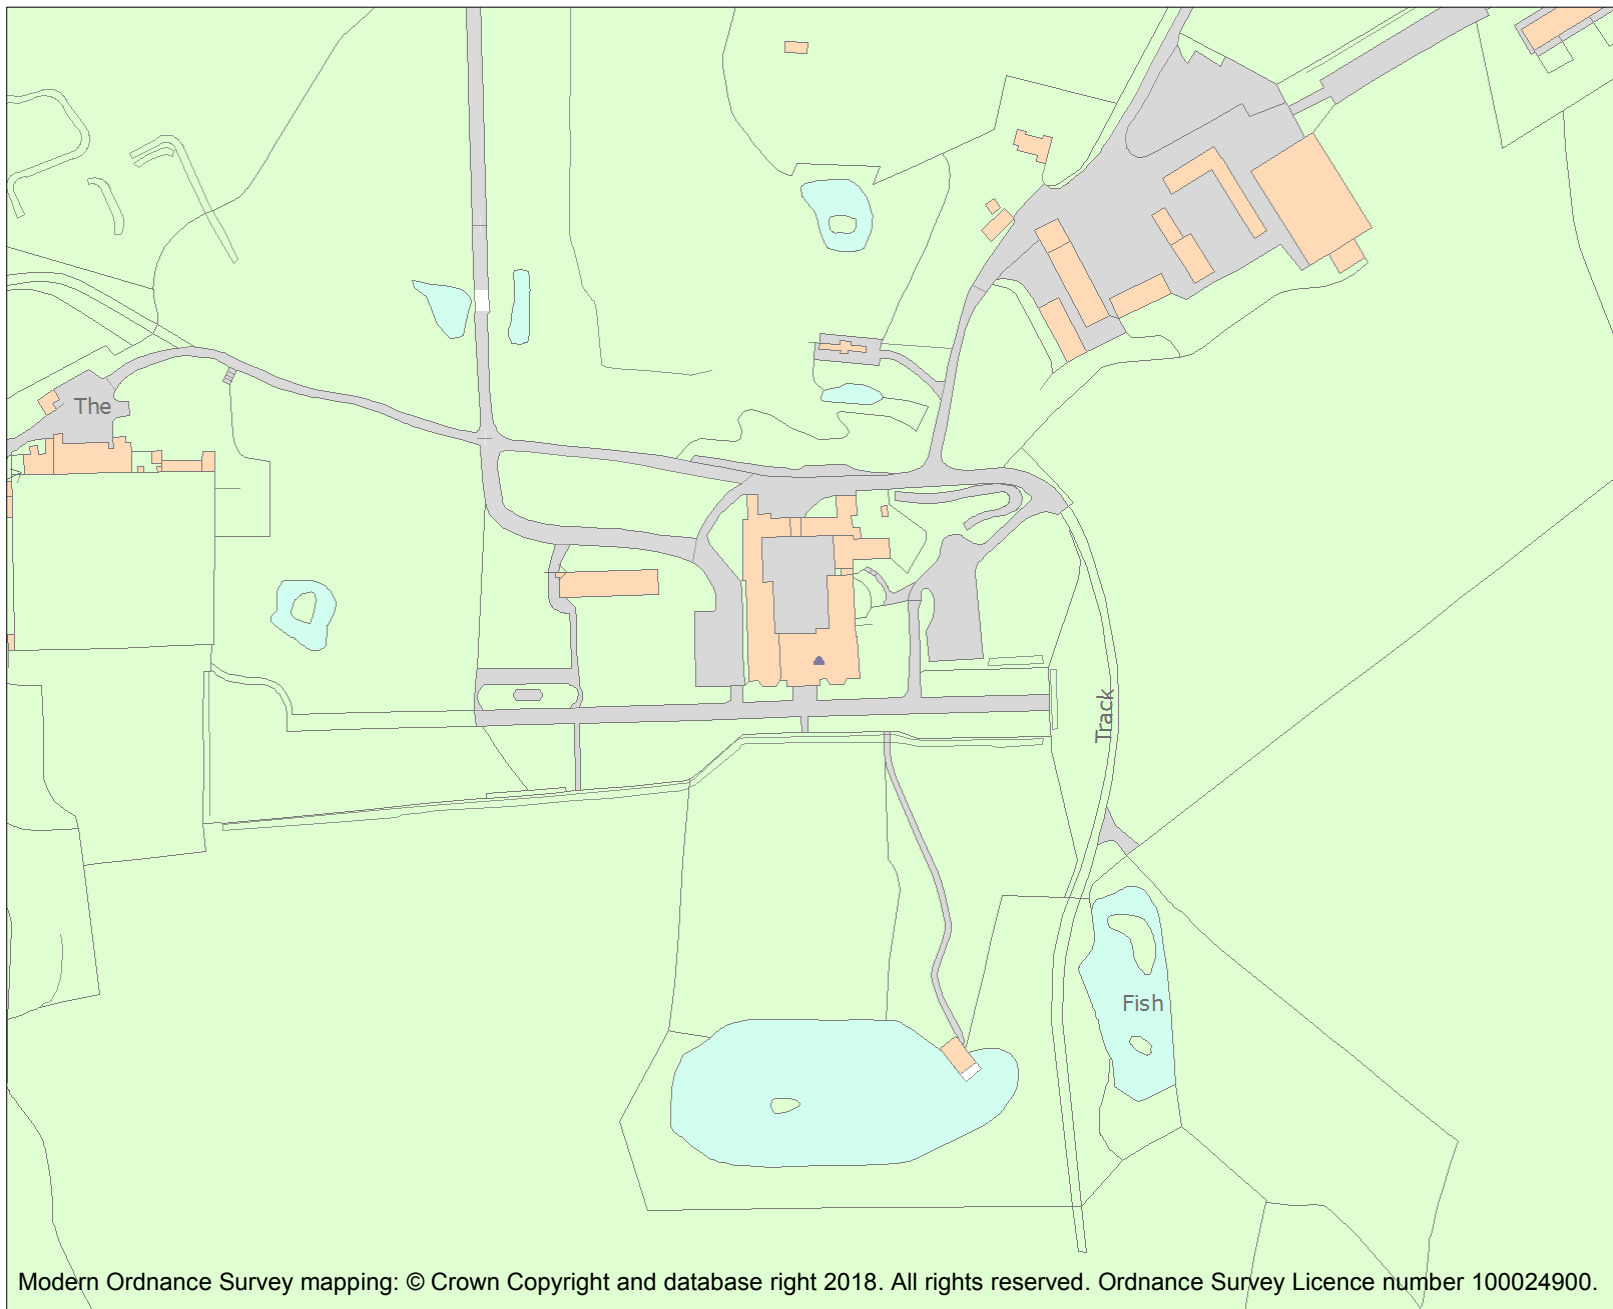 The
Track
Fish
Modern Ordnance Survey mapping: © Crown Copyright and database right 2018. All rights reserved. Ordnance Survey Licence number 100024900.